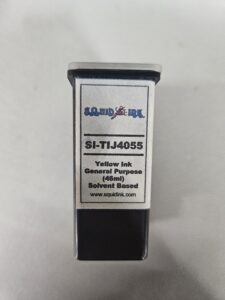 SQUID INK
SI-TIJ4055
Yellow Ink
General Purpose
(46ml)
Solvent Based
www.squidink.com